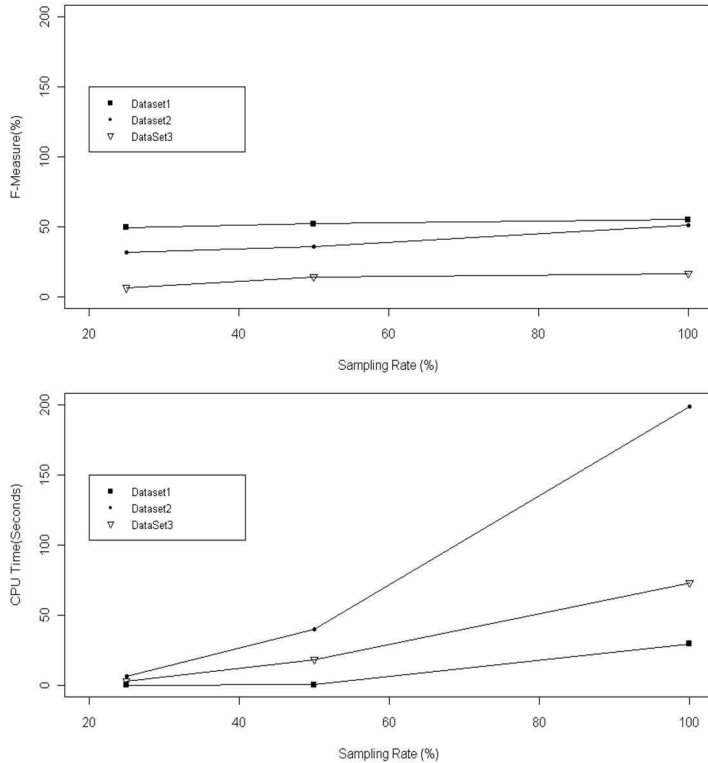 200
150
100
50
0
F-Measure(%)
Dataset1
Dataset2
DataSet3
20 40 60 80 100
Sampling Rate (%)
200
150
100
50
0
CPU Time(Seconds)
Dataset1
Dataset2
DataSet3
20 40 60 80 100
Sampling Rate (%)